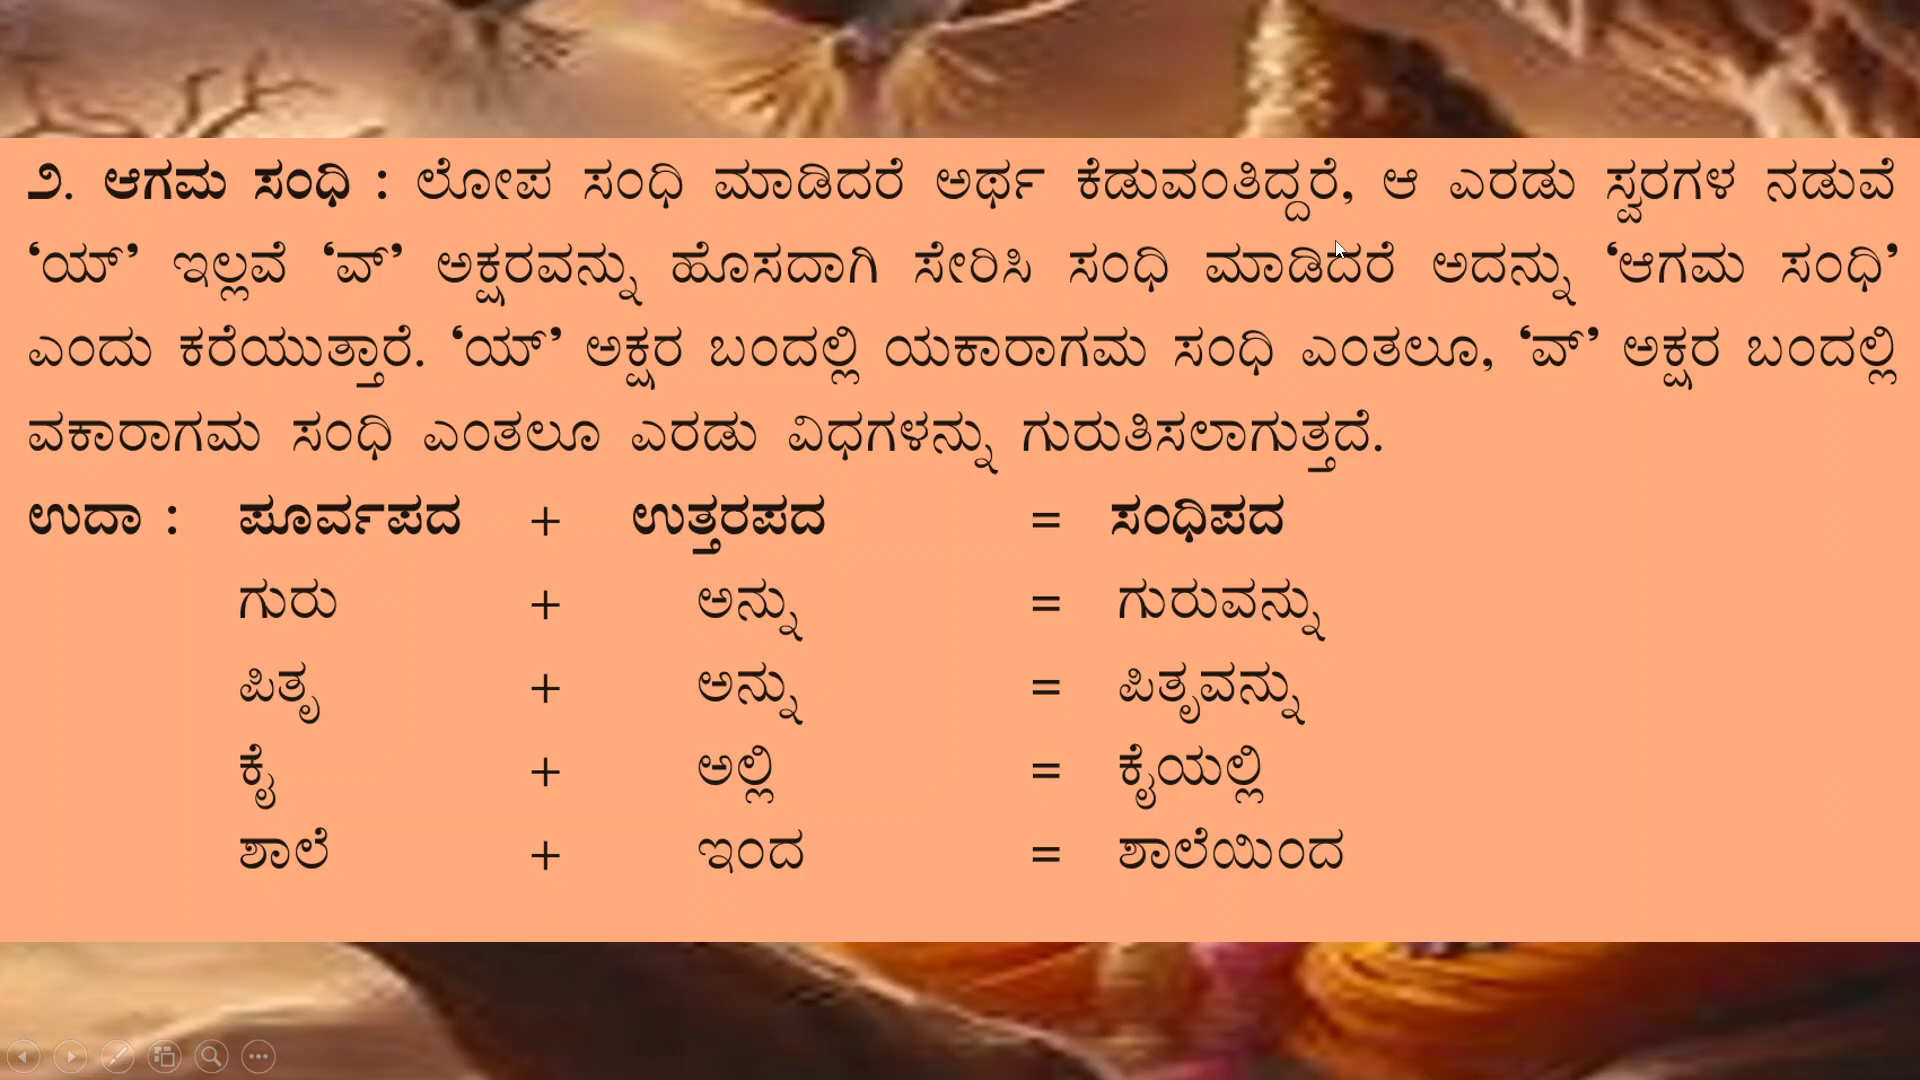 ೨. ಆಗಮ ಸಂಧಿ : ಲೋಪ ಸಂಧಿ ಮಾಡಿದರೆ ಅರ್ಥ ಕೆಡುವಂತಿದ್ದರೆ, ಆ ಎರಡು ಸ್ವರಗಳ ನಡುವೆ
‘ಯ್’ ಇಲ್ಲವೆ ‘ವ್’ ಅಕ್ಷರವನ್ನು ಹೊಸದಾಗಿ ಸೇರಿಸಿ ಸಂಧಿ ಮಾಡಿದರೆ ಅದನ್ನು ‘ಆಗಮ ಸಂಧಿ’
ಎಂದು ಕರೆಯುತ್ತಾರೆ. ‘ಯ್’ ಅಕ್ಷರ ಬಂದಲ್ಲಿ ಯಕಾರಾಗಮ ಸಂಧಿ ಎಂತಲೂ, ‘ವ್’ ಅಕ್ಷರ ಬಂದಲ್ಲಿ
ವಕಾರಾಗಮ ಸಂಧಿ ಎಂತಲೂ ಎರಡು ವಿಧಗಳನ್ನು ಗುರುತಿಸಲಾಗುತ್ತದೆ.
ಉದಾ : ಪೂರ್ವಪದ + ಉತ್ತರಪದ = ಸಂಧಿಪದ
ಗುರು + ಅನ್ನು = ಗುರುವನ್ನು
ಪಿತೃ + ಅನ್ನು = ಪಿತೃವನ್ನು
ಕೈ + ಅಲ್ಲಿ = ಕೈಯಲ್ಲಿ
ಶಾಲೆ + ಇಂದ = ಶಾಲೆಯಿಂದ